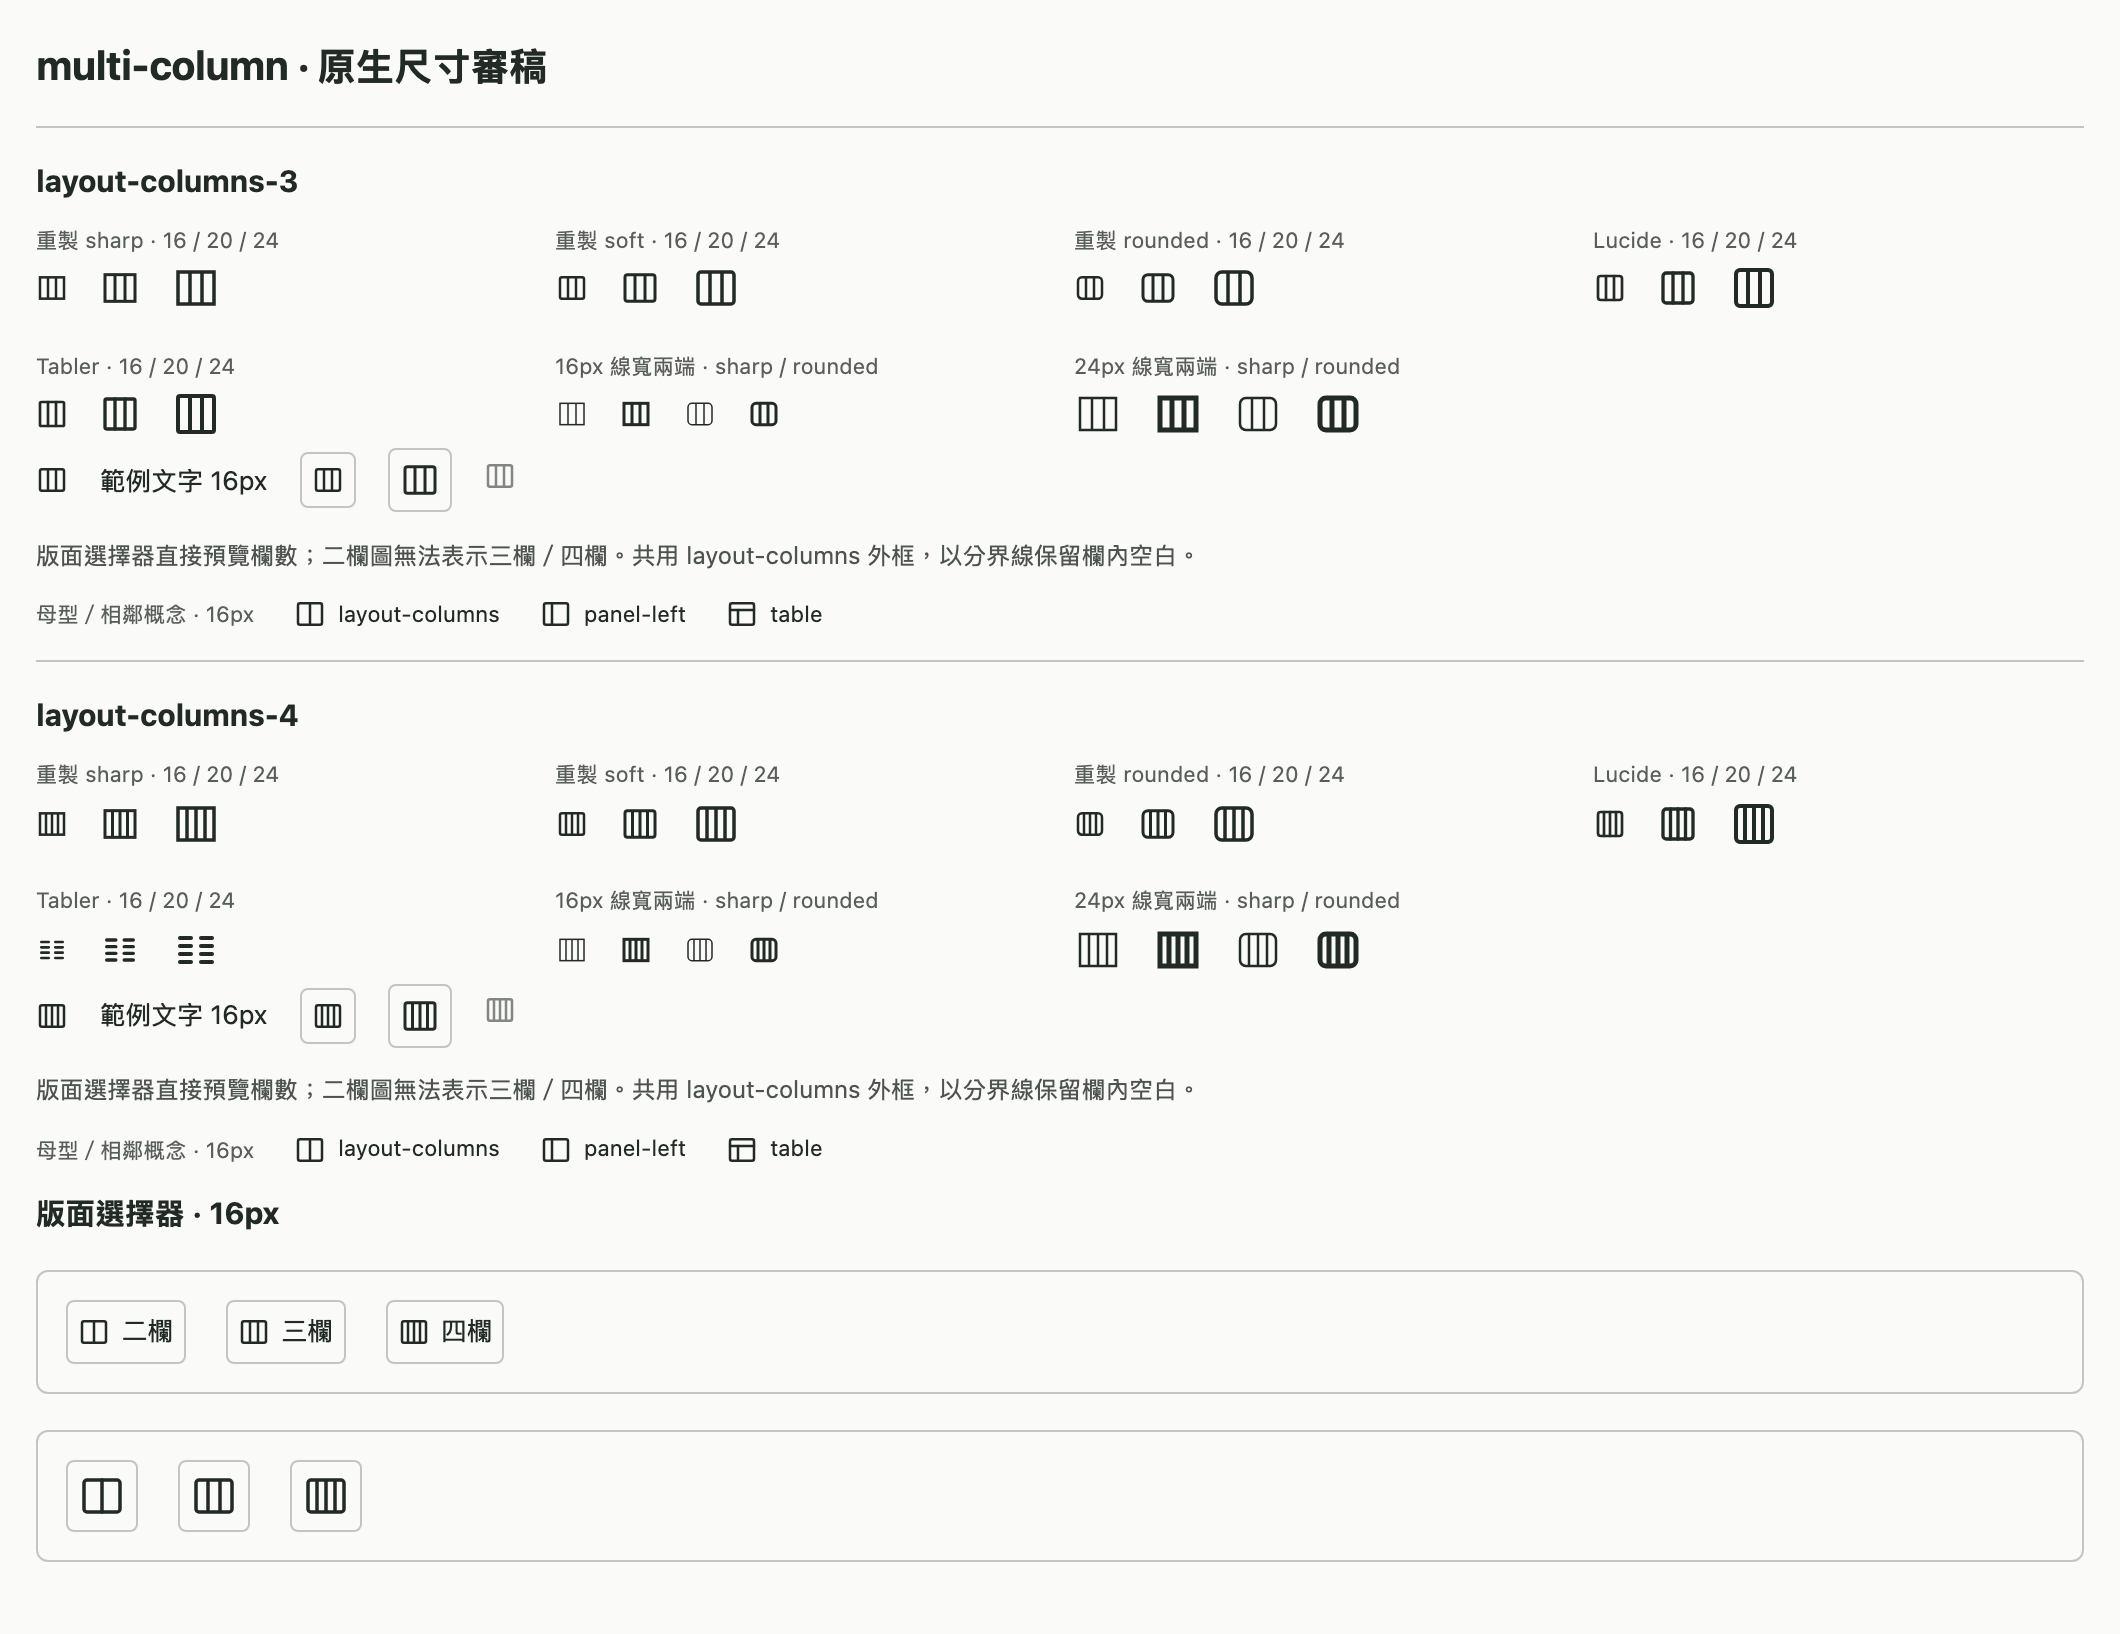 multi-column · 原生尺寸審稿
layout-columns-3
重製 sharp · 16 / 20 / 24
重製 soft · 16 / 20 / 24
重製 rounded · 16 / 20 / 24
Lucide · 16 / 20 / 24
Tabler · 16 / 20 / 24
16px 線寬兩端 · sharp / rounded
24px 線寬兩端 · sharp / rounded
範例文字 16px
版面選擇器直接預覽欄數；二欄圖無法表示三欄 / 四欄。共用 layout-columns 外框，以分界線保留欄內空白。
母型 / 相鄰概念 · 16px layout-columns panel-left table
layout-columns-4
重製 sharp · 16 / 20 / 24
重製 soft · 16 / 20 / 24
重製 rounded · 16 / 20 / 24
Lucide · 16 / 20 / 24
Tabler · 16 / 20 / 24
16px 線寬兩端 · sharp / rounded
24px 線寬兩端 · sharp / rounded
範例文字 16px
版面選擇器直接預覽欄數；二欄圖無法表示三欄 / 四欄。共用 layout-columns 外框，以分界線保留欄內空白。
母型 / 相鄰概念 · 16px layout-columns panel-left table
版面選擇器 · 16px
二欄 三欄 四欄